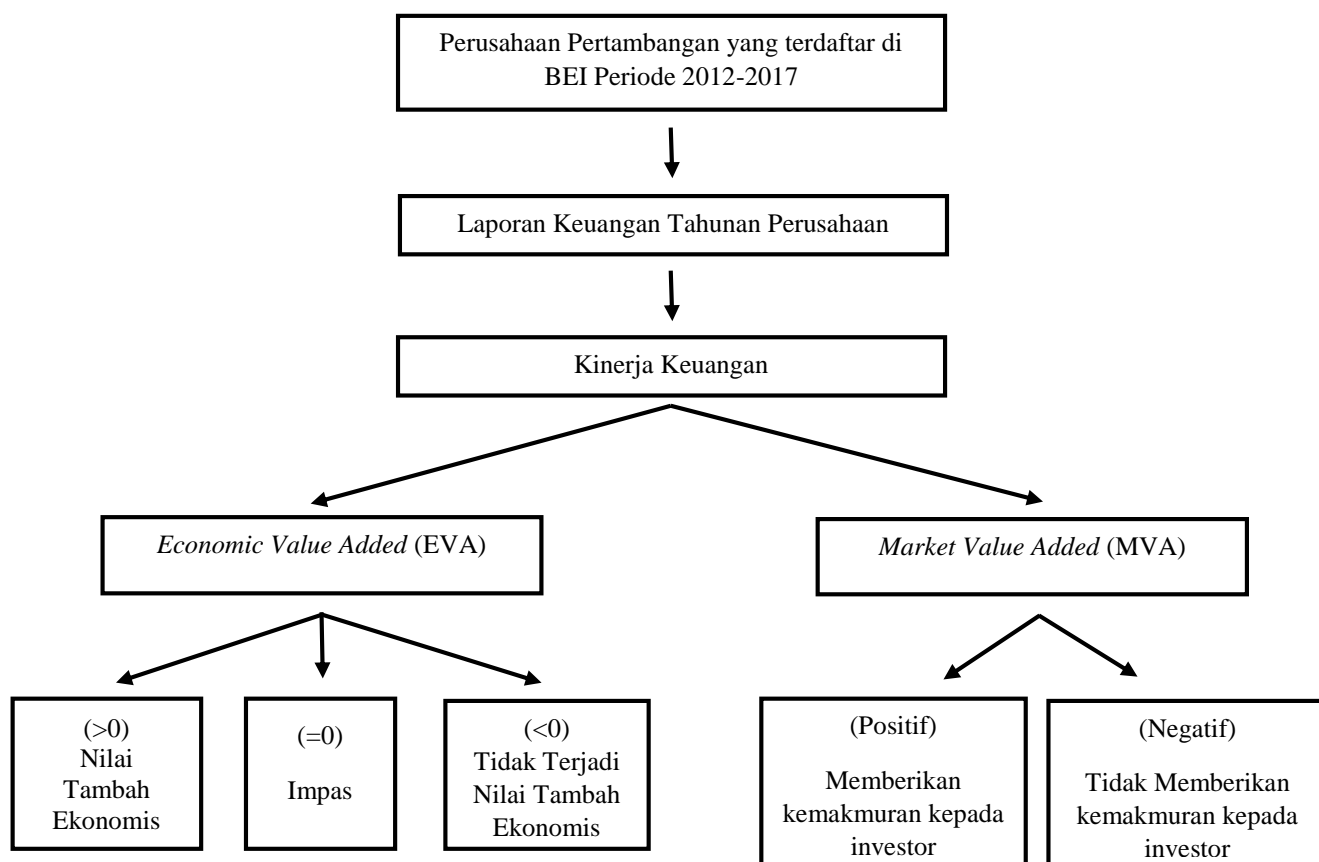 Perusahaan Pertambangan yang terdaftar di
BEI Periode 2012-2017
Laporan Keuangan Tahunan Perusahaan
Kinerja Keuangan
Economic Value Added (EVA)
Market Value Added (MVA)
(>0)
Nilai
Tambah
Ekonomis
(=0)
Impas
(<0)
Tidak Terjadi
Nilai Tambah
Ekonomis
(Positif)
Memberikan
kemakmuran kepada
investor
(Negatif)
Tidak Memberikan
kemakmuran kepada
investor